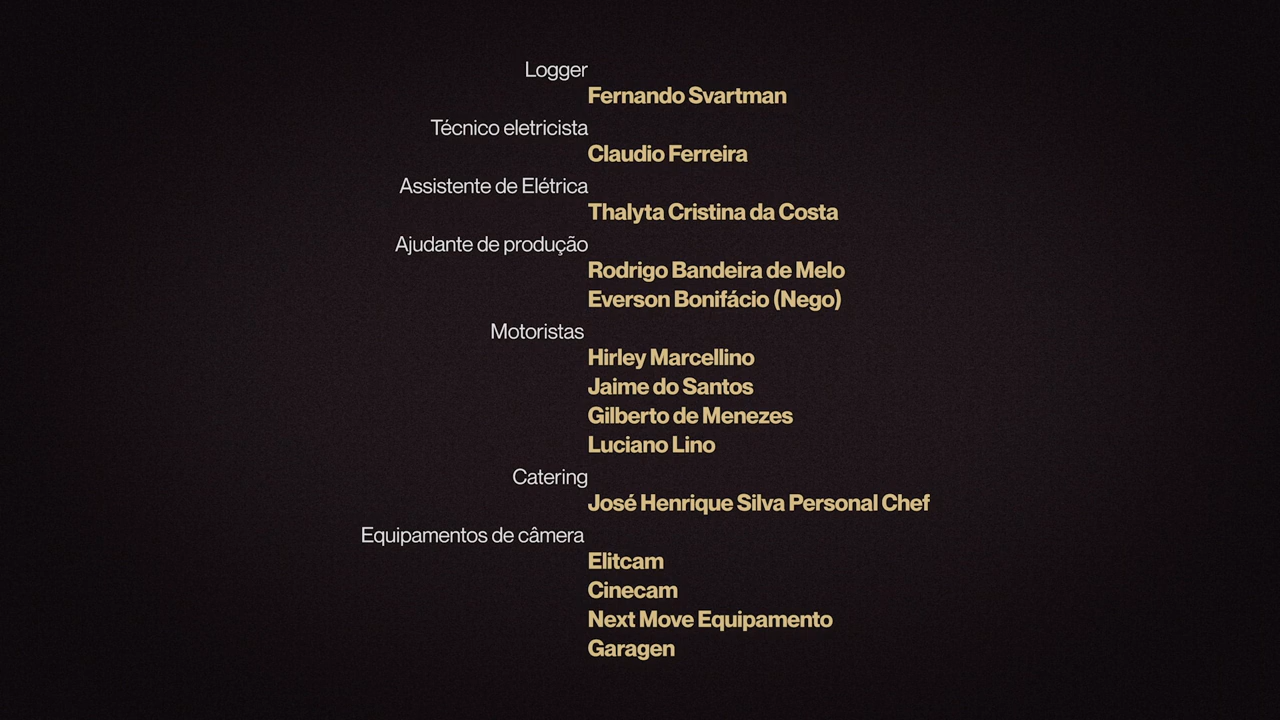 Logger
Fernando Svartman
Técnico eletricista
Claudio Ferreira
Assistente de Elétrica
Thalyta Cristina da Costa
Ajudante de produção
Rodrigo Bandeira de Melo
Everson Bonifácio (Nego)
Motoristas
Hirley Marcellino
Jaime do Santos
Gilberto de Menezes
Luciano Lino
Catering
José Henrique Silva Personal Chef
Equipamentos de câmera
Elitcam
Cinecam
Next Move Equipamento
Garagen